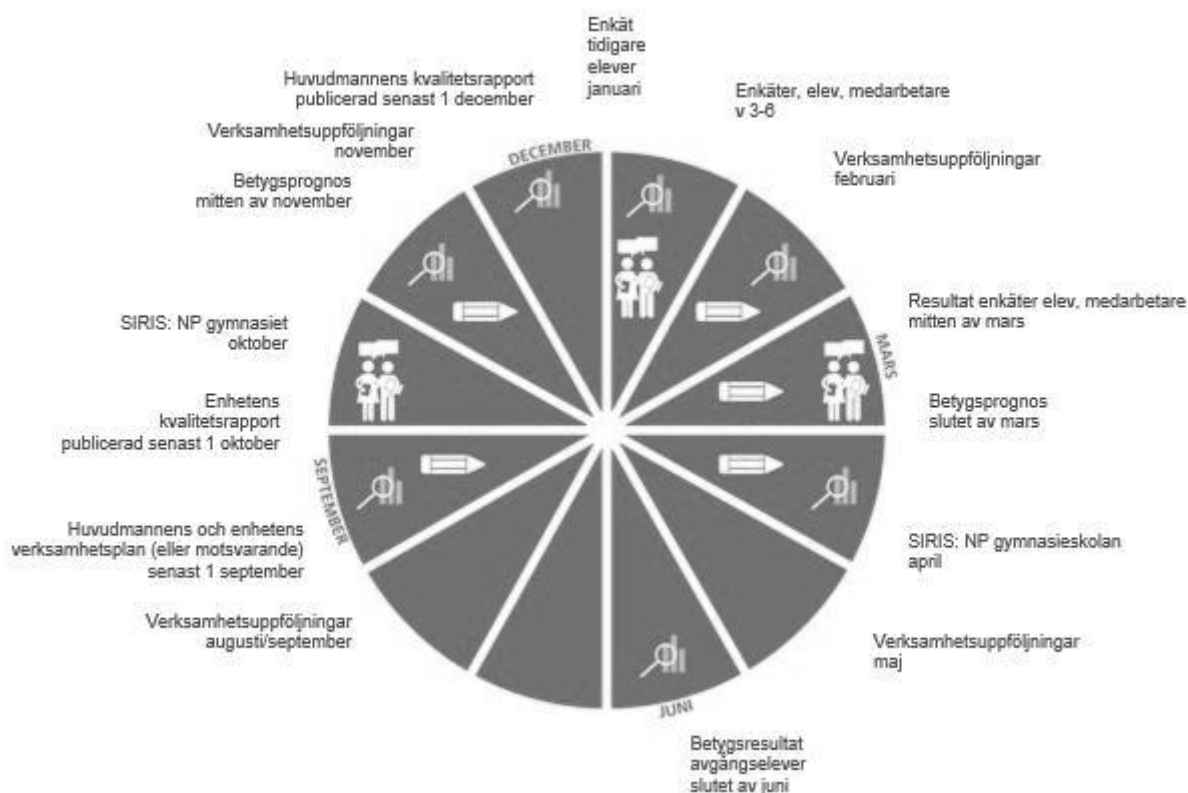 Enkät
tidigare
elever
januari
Enkäter, elev, medarbetare
v 3-6
Verksamhetsuppföljningar
februari
Resultat enkäter elev, medarbetare
mitten av mars
MARS
Betygsprognos
slutet av mars
SIRIS: NP gymnasieskolan
april
Verksamhetsuppföljningar
maj
JUNI
Betygsresultat
avgångselever
slutet av juni
Verksamhetsuppföljningar
augusti/september
Huvudmannens och enhetens
verksamhetsplan (eller motsvarande)
senast 1 september
SEPTEMBER
Enhetens
kvalitetsrapport
publicerad senast 1 oktober
SIRIS: NP gymnasiet
oktober
Betygsprognos
mitten av november
Verksamhetsuppföljningar
november
Huvudmannens kvalitetsrapport
publicerad senast 1 december
DECEMBER